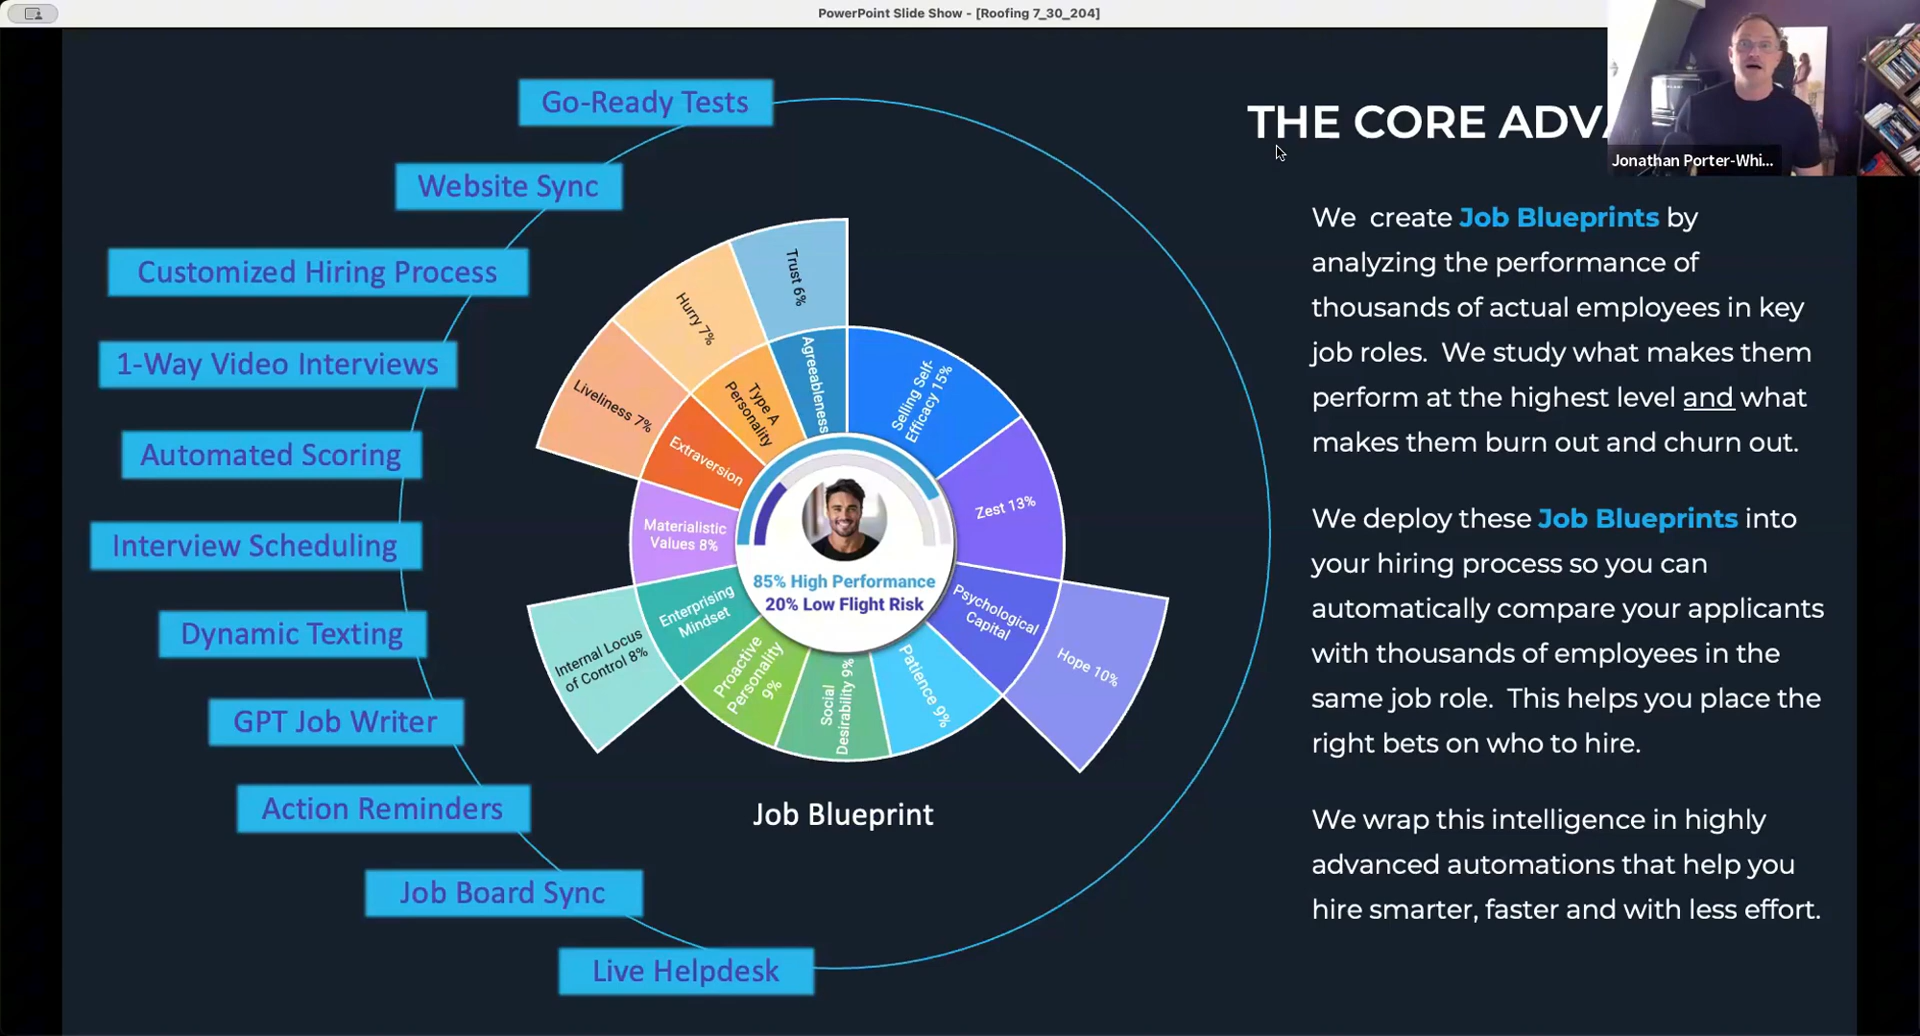 PowerPoint Slide Show - [Roofing 7_30_204]
THE CORE
Jonathan Porter-Whi...
Go-Ready Tests
Website Sync
Customized Hiring Process
1-Way Video Interviews
Automated Scoring
Interview Scheduling
Dynamic Texting
GPT Job Writer
Action Reminders
Job Board Sync
Live Helpdesk
Trust 6%
Hurry 7%
Liveliness 7%
Agreeableness
Type A
Personality
Extraversion
Selling Self-
Efficacy 15%
Zest 13%
Psychological
Capital
Hope 10%
Patience 9%
Social
Desirability 9%
Proactive
Personality
9%
Enterprising
Mindset
Internal Locus
of Control 8%
Materialistic
Values 8%
85% High Performance
20% Low Flight Risk
Job Blueprint
We create Job Blueprints by
analyzing the performance of
thousands of actual employees in key
job roles. We study what makes them
perform at the highest level and what
makes them burn out and churn out.
We deploy these Job Blueprints into
your hiring process so you can
automatically compare your applicants
with thousands of employees in the
same job role. This helps you place the
right bets on who to hire.
We wrap this intelligence in highly
advanced automations that help you
hire smarter, faster and with less effort.